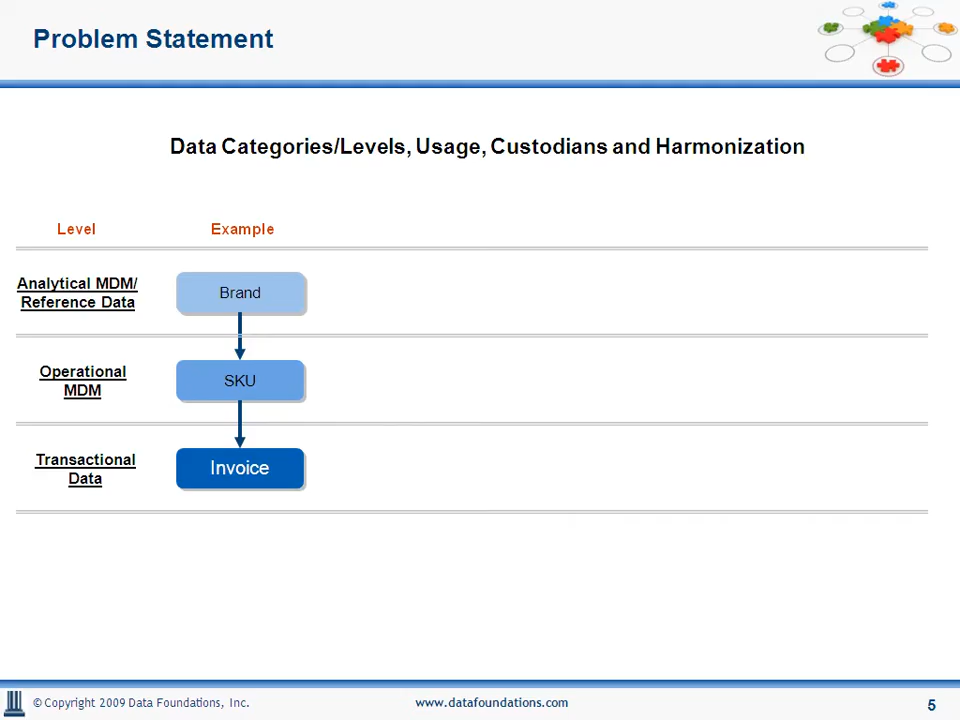 Problem Statement
Data Categories/Levels, Usage, Custodians and Harmonization
Level
Example
Analytical MDM/
Reference Data
Brand
Operational
MDM
SKU
Transactional
Data
Invoice
© Copyright 2009 Data Foundations, Inc.
www.datafoundations.com
5